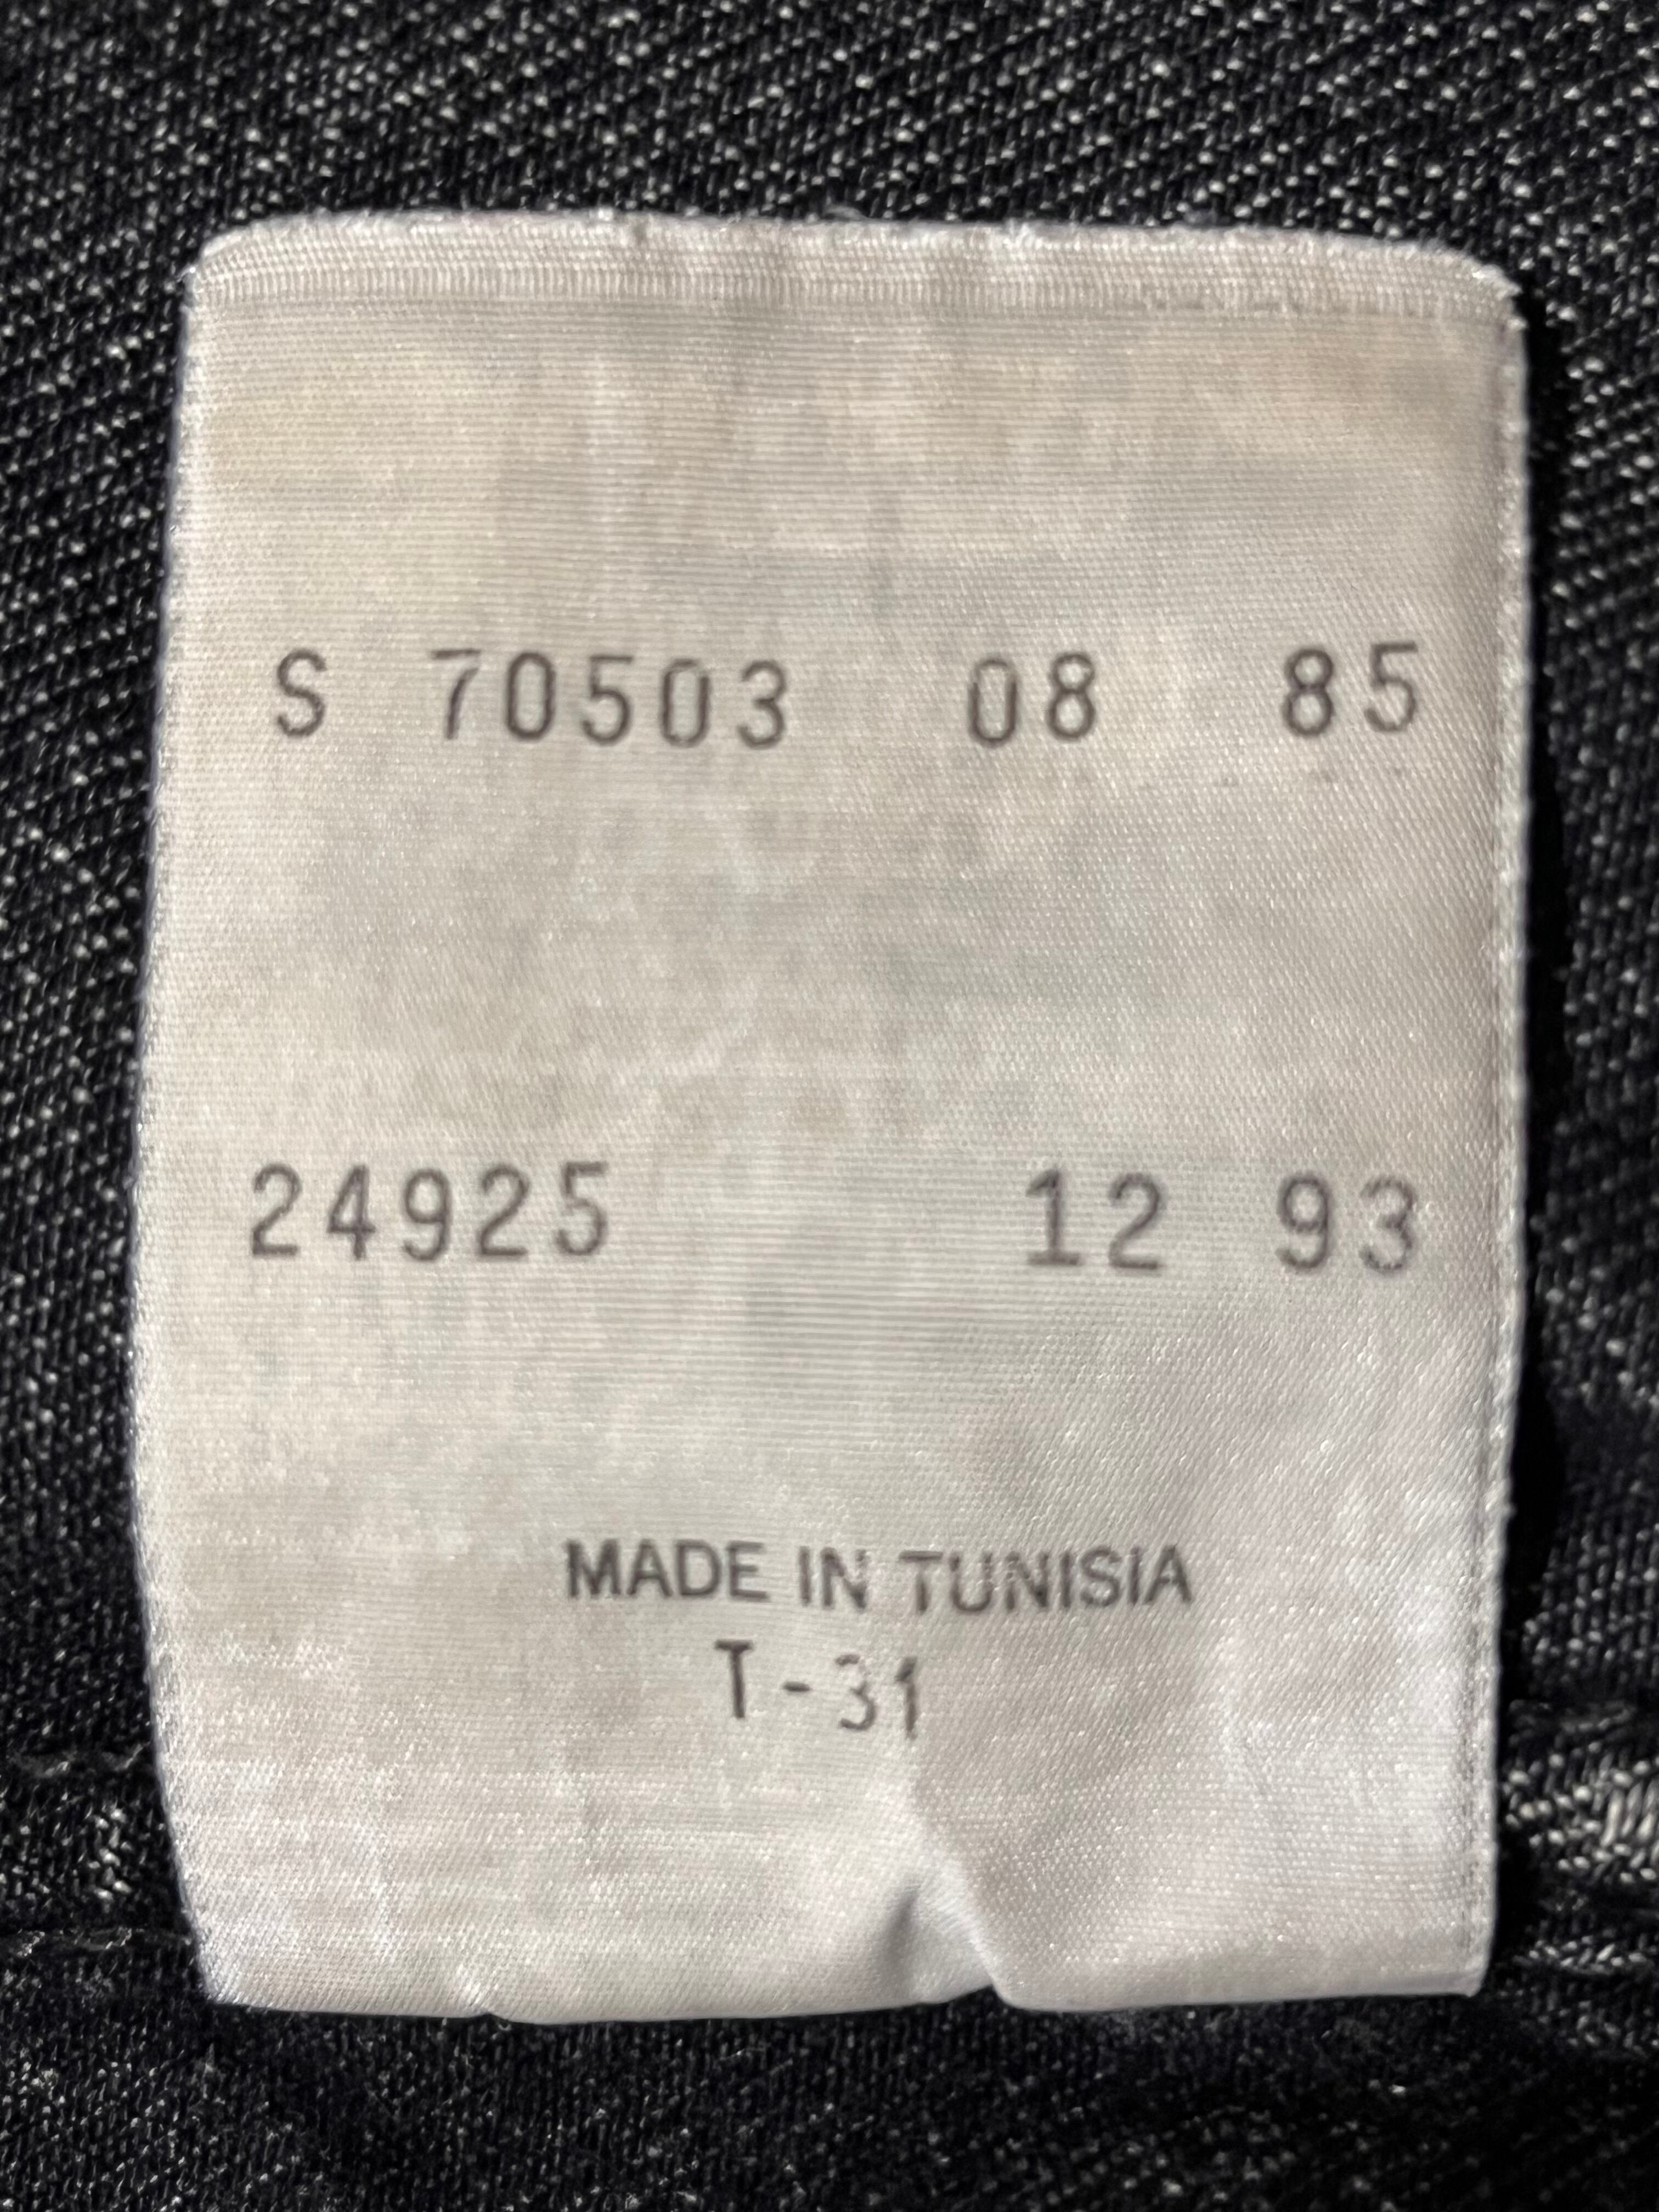 S 70503 08 85
24925 12 93
MADE IN TUNISIA
T-31